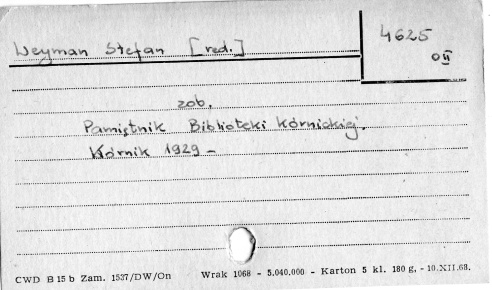 Weyman Stefan [red.]
4625
OII
zob.
Pamiętnik Biblioteki Kórnickiej.
Kórnik 1929 -
CWD B 15 b Zam. 1537/DW/On Wrak 1068 - 5.040.000 - Karton 5 kl. 180 g. - 10.XII.68.